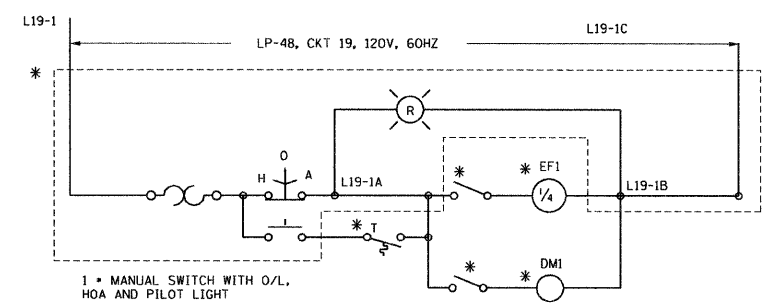 L19-1
L19-1C
LP-48, CKT 19, 120V, 60HZ
*
R
O
H A
L19-1A
*
* EF1
1/4
L19-1B
* T
*
* DM1
1 * MANUAL SWITCH WITH O/L,
HOA AND PILOT LIGHT